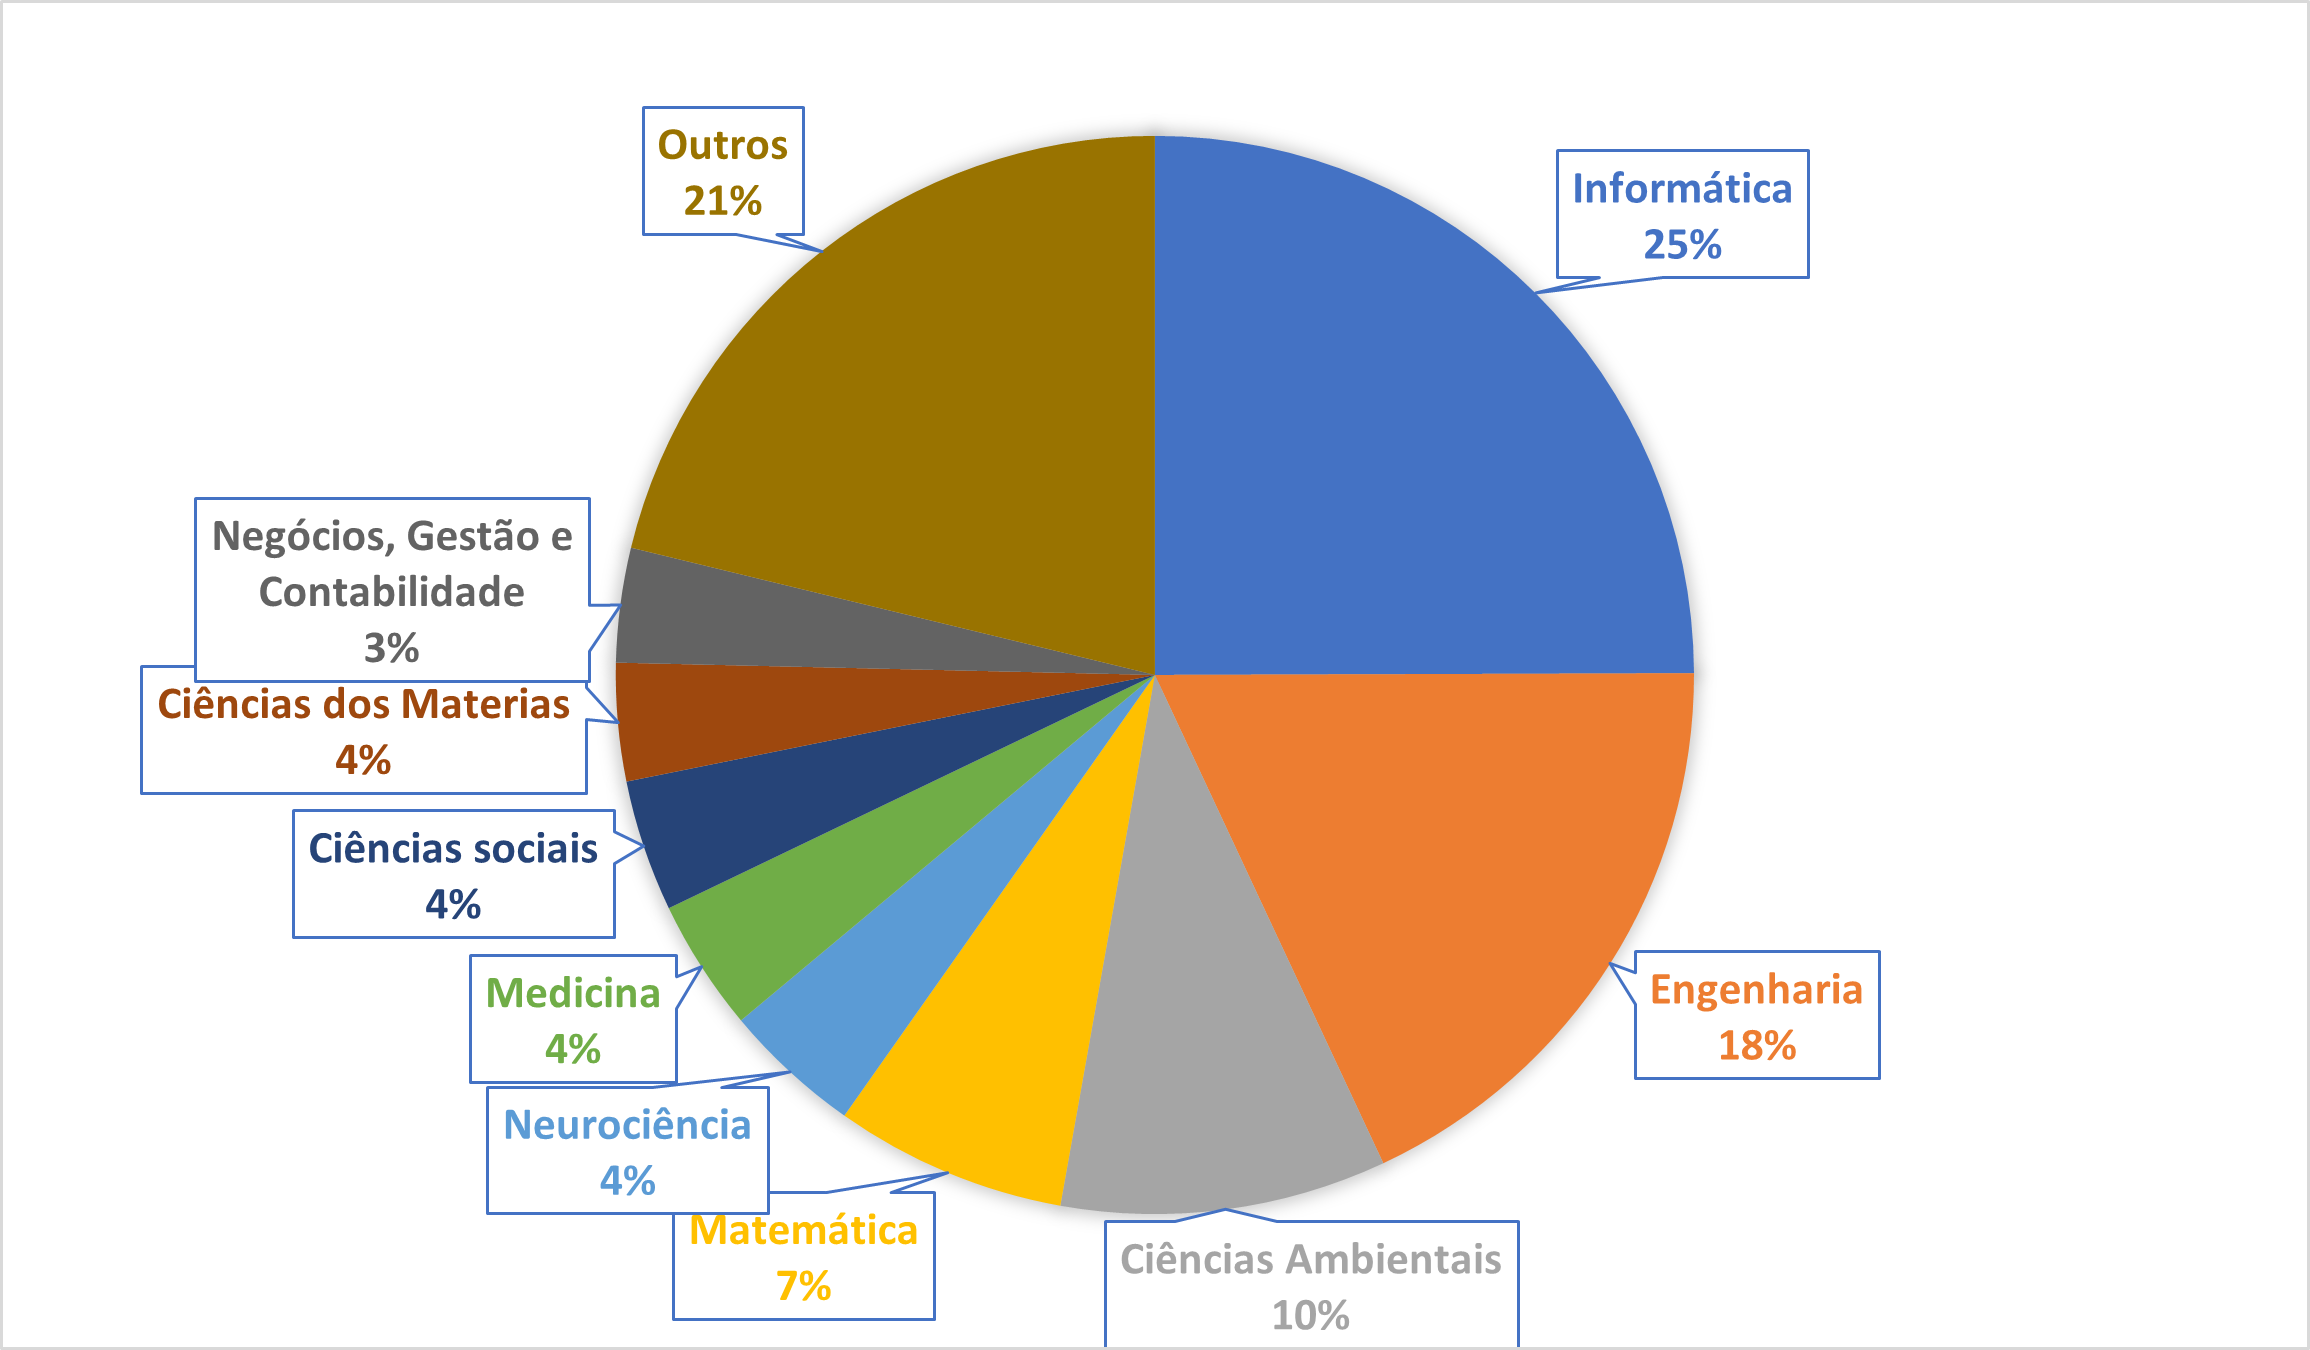 Outros
21%
Informática
25%
Negócios, Gestão e
Contabilidade
3%
Ciências dos Materias
4%
Ciências sociais
4%
Medicina
4%
Neurociência
4%
Matemática
7%
Ciências Ambientais
10%
Engenharia
18%